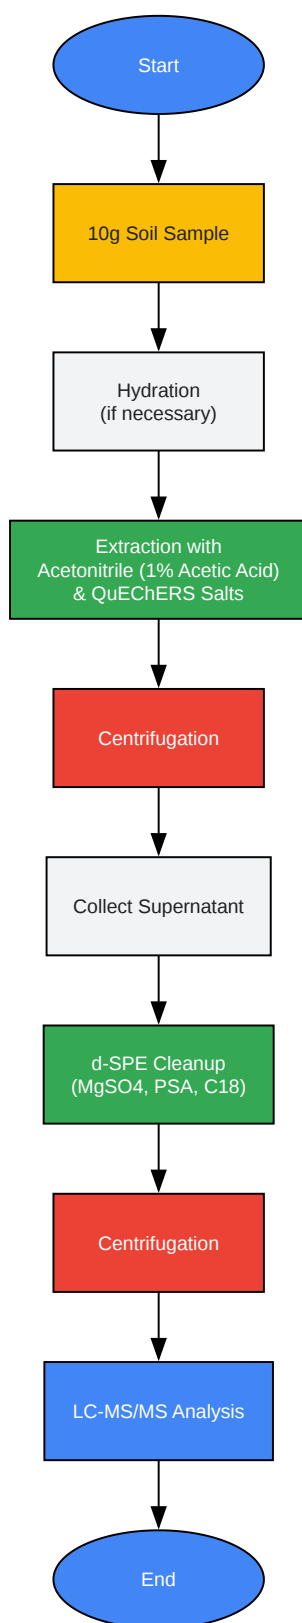 Start
10g Soil Sample
Hydration
(if necessary)
Extraction with
Acetonitrile (1% Acetic Acid)
& QuEChERS Salts
Centrifugation
Collect Supernatant
d-SPE Cleanup
(MgSO4, PSA, C18)
Centrifugation
LC-MS/MS Analysis
End